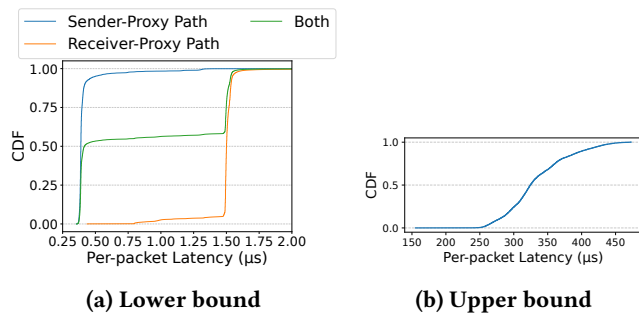 Sender-Proxy Path
Both
Receiver-Proxy Path
CDF
1.00
0.75
0.50
0.25
0.00
0.25 0.50 0.75 1.00 1.25 1.50 1.75 2.00
Per-packet Latency (µs)
(a) Lower bound
CDF
1.0
0.5
0.0
150 200 250 300 350 400 450
Per-packet Latency (µs)
(b) Upper bound